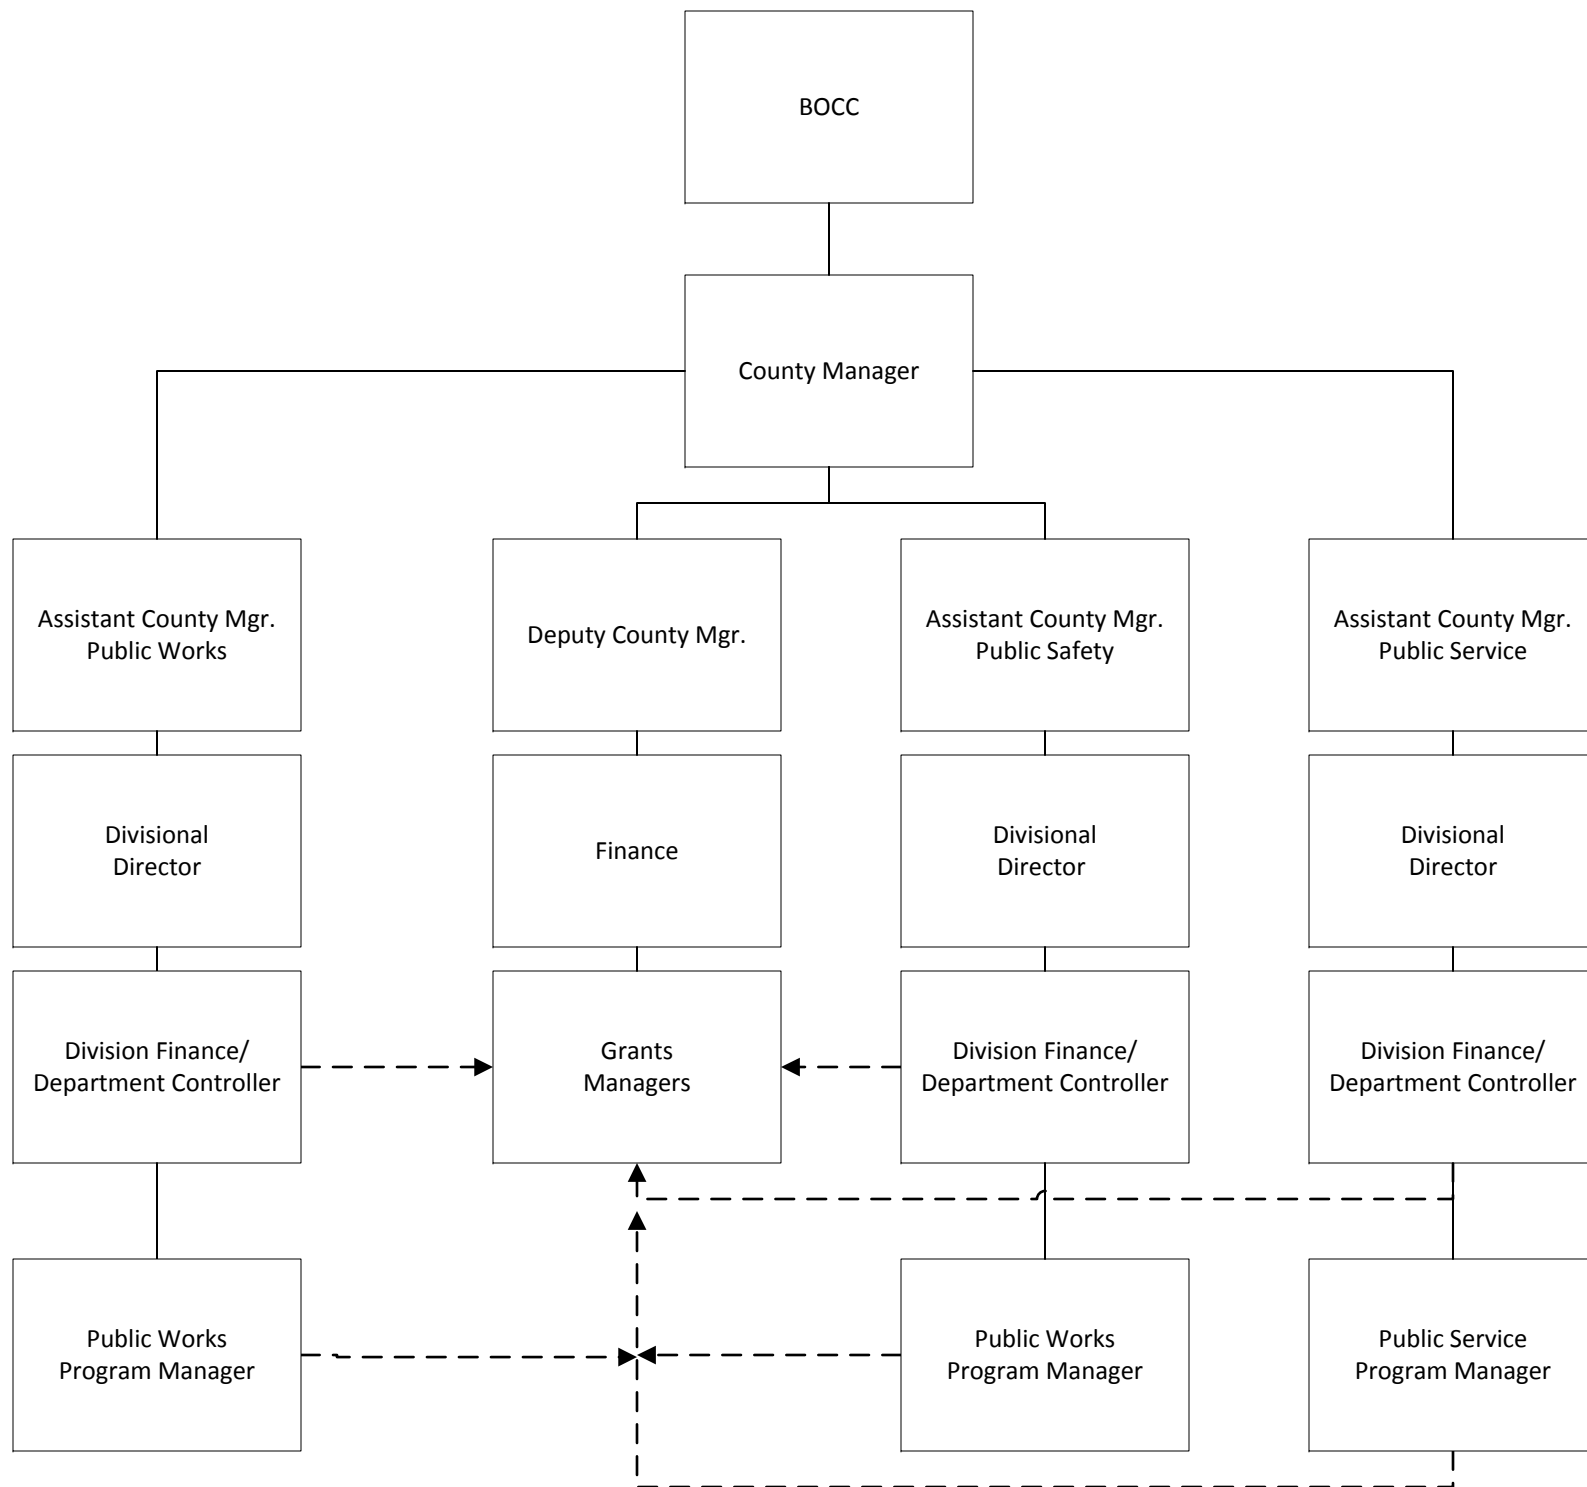 BOCC
County Manager
Assistant County Mgr.
Public Works
Deputy County Mgr.
Assistant County Mgr.
Public Safety
Assistant County Mgr.
Public Service
Divisional
Director
Finance
Divisional
Director
Divisional
Director
Division Finance/
Department Controller
Grants
Managers
Division Finance/
Department Controller
Division Finance/
Department Controller
Public Works
Program Manager
Public Works
Program Manager
Public Service
Program Manager